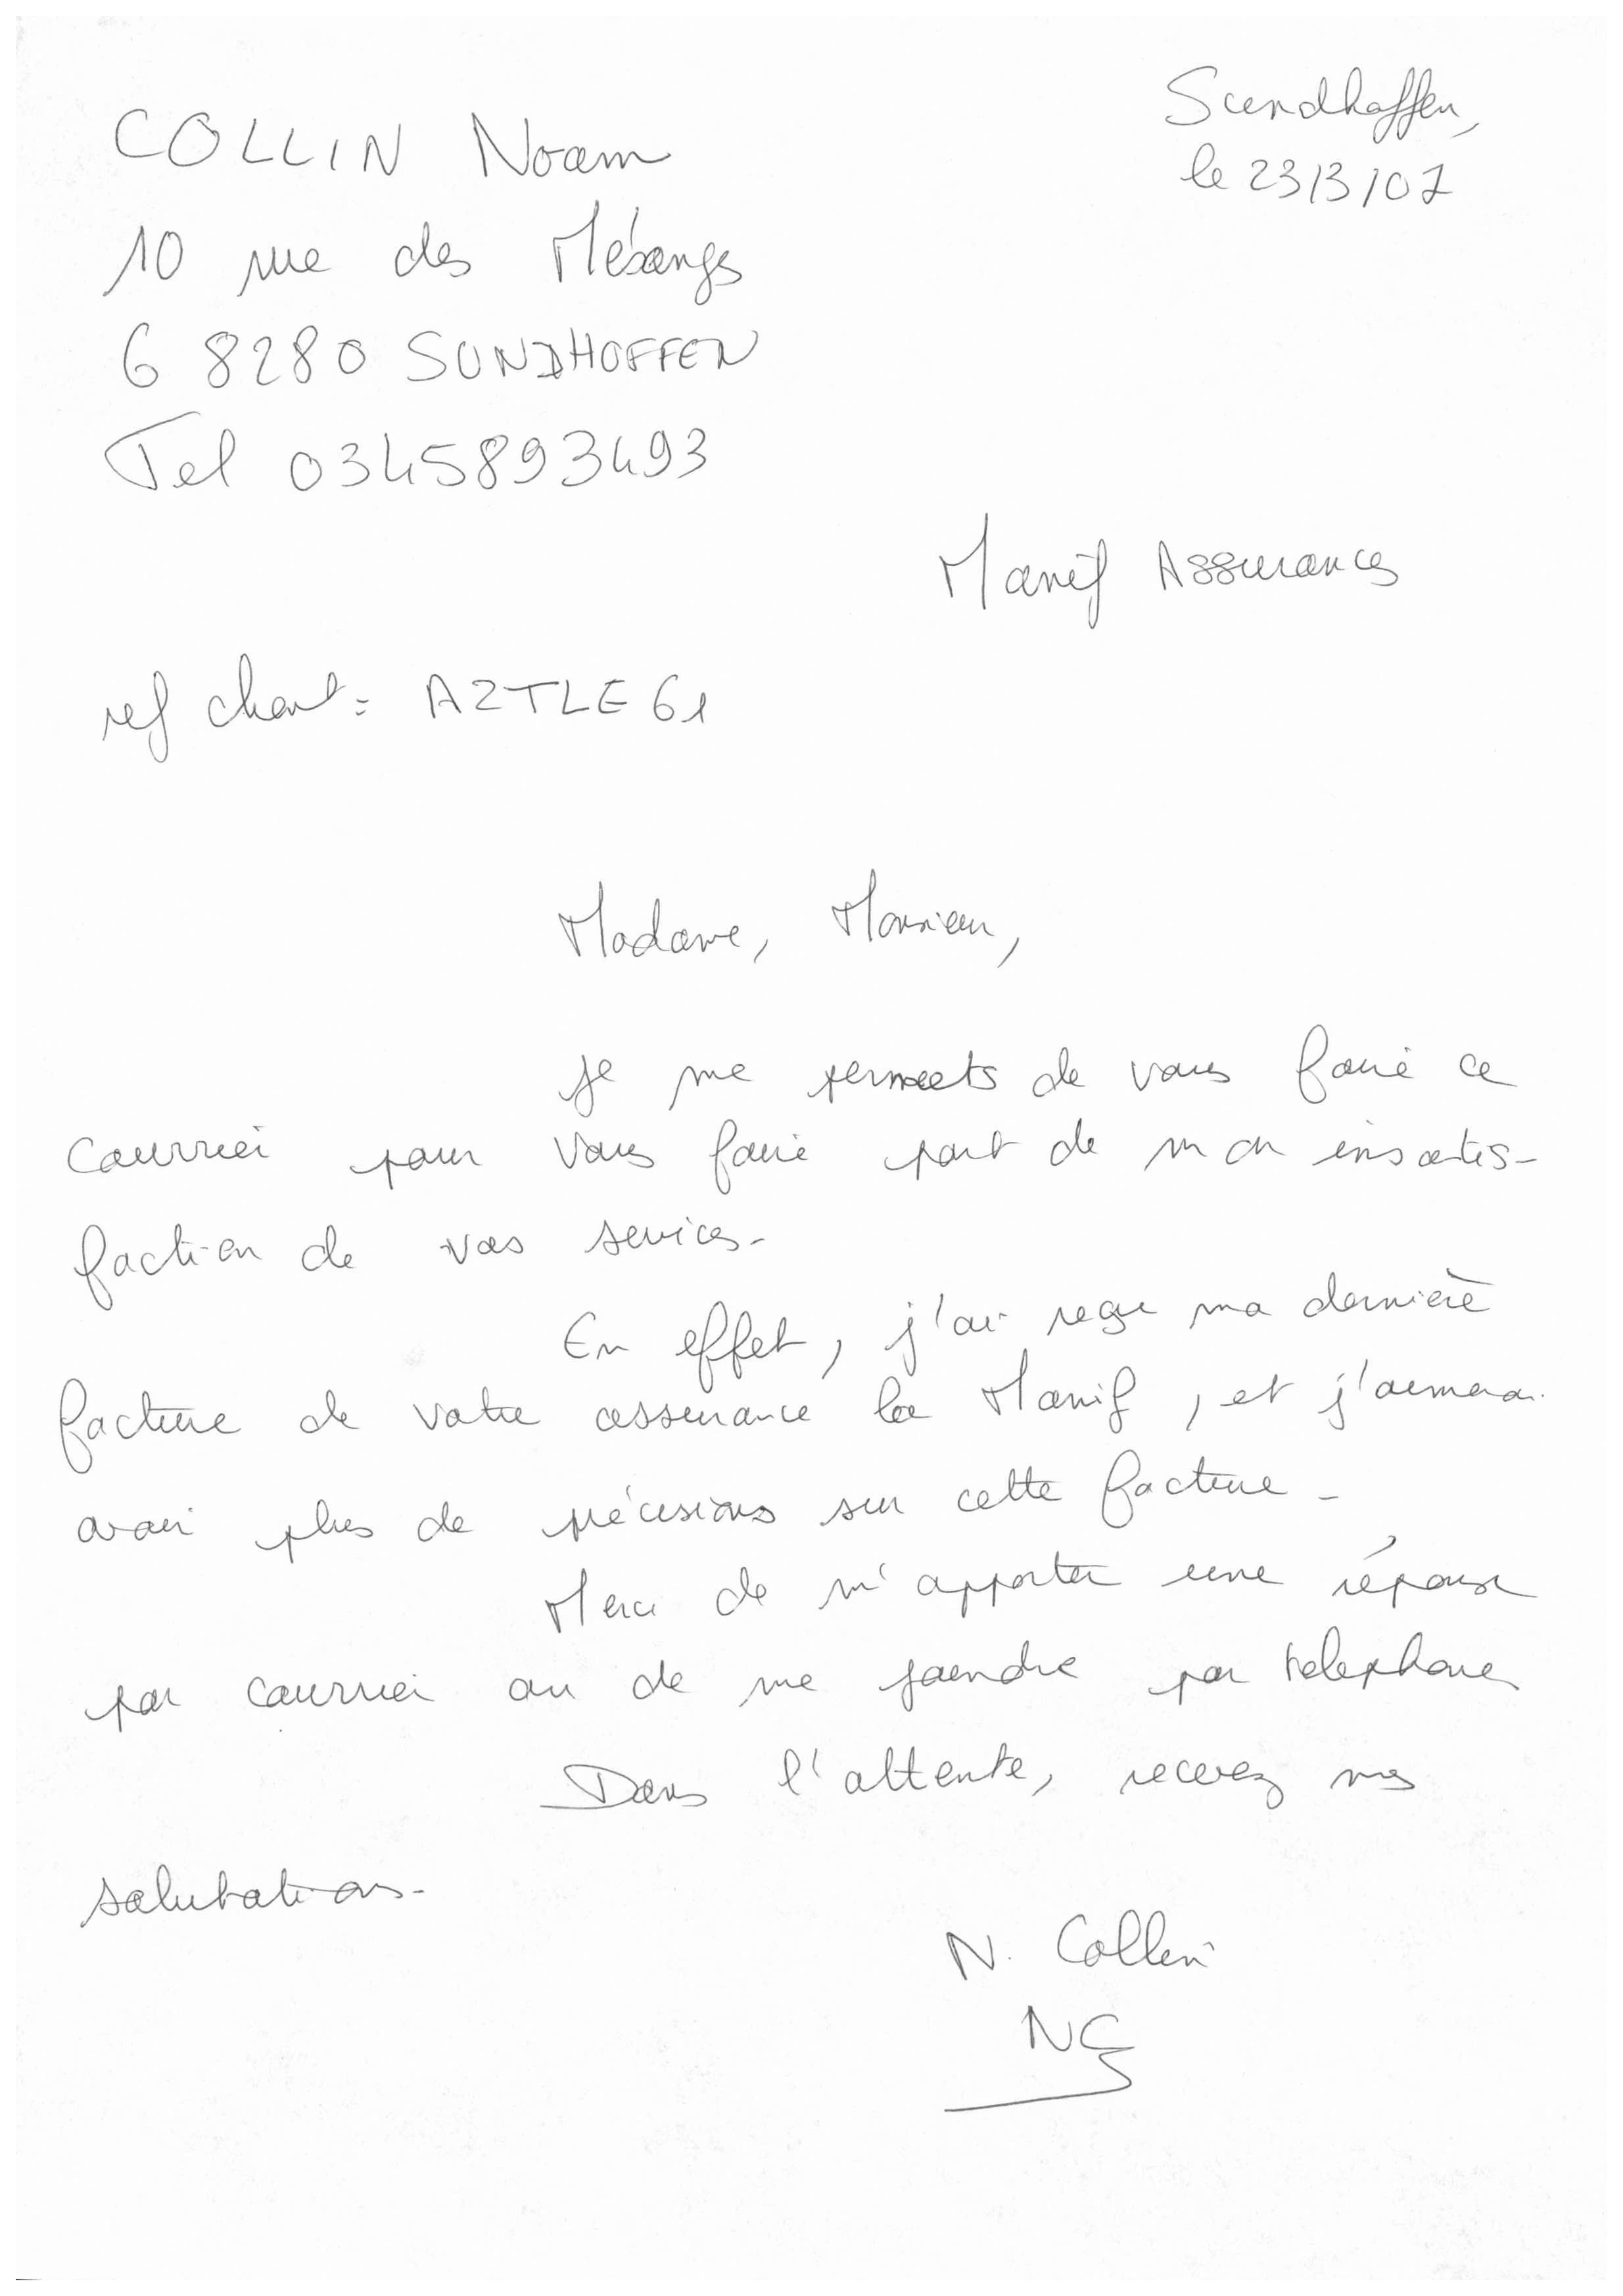 COLLIN Noam
Sundhoffen,
le 23/3/07
10 rue des Mésanges
68280 SUNDHOFFEN
Tel 0345893493
Manif Assurances
ref client : AZTLE61
Madame, Monsieur,
Je me permets de vous faire ce
courrier pour vous faire part de mon insatis-
faction de vos services.
En effet, j'ai reçu ma dernière
facture de votre assurance la Manif, et j'aimerai
avoir plus de précisions sur cette facture.
Merci de m'apporter une réponse
par courrier ou de me joindre par telephone
Dans l'attente, recevez mes
salutations.
N. Collin
NC